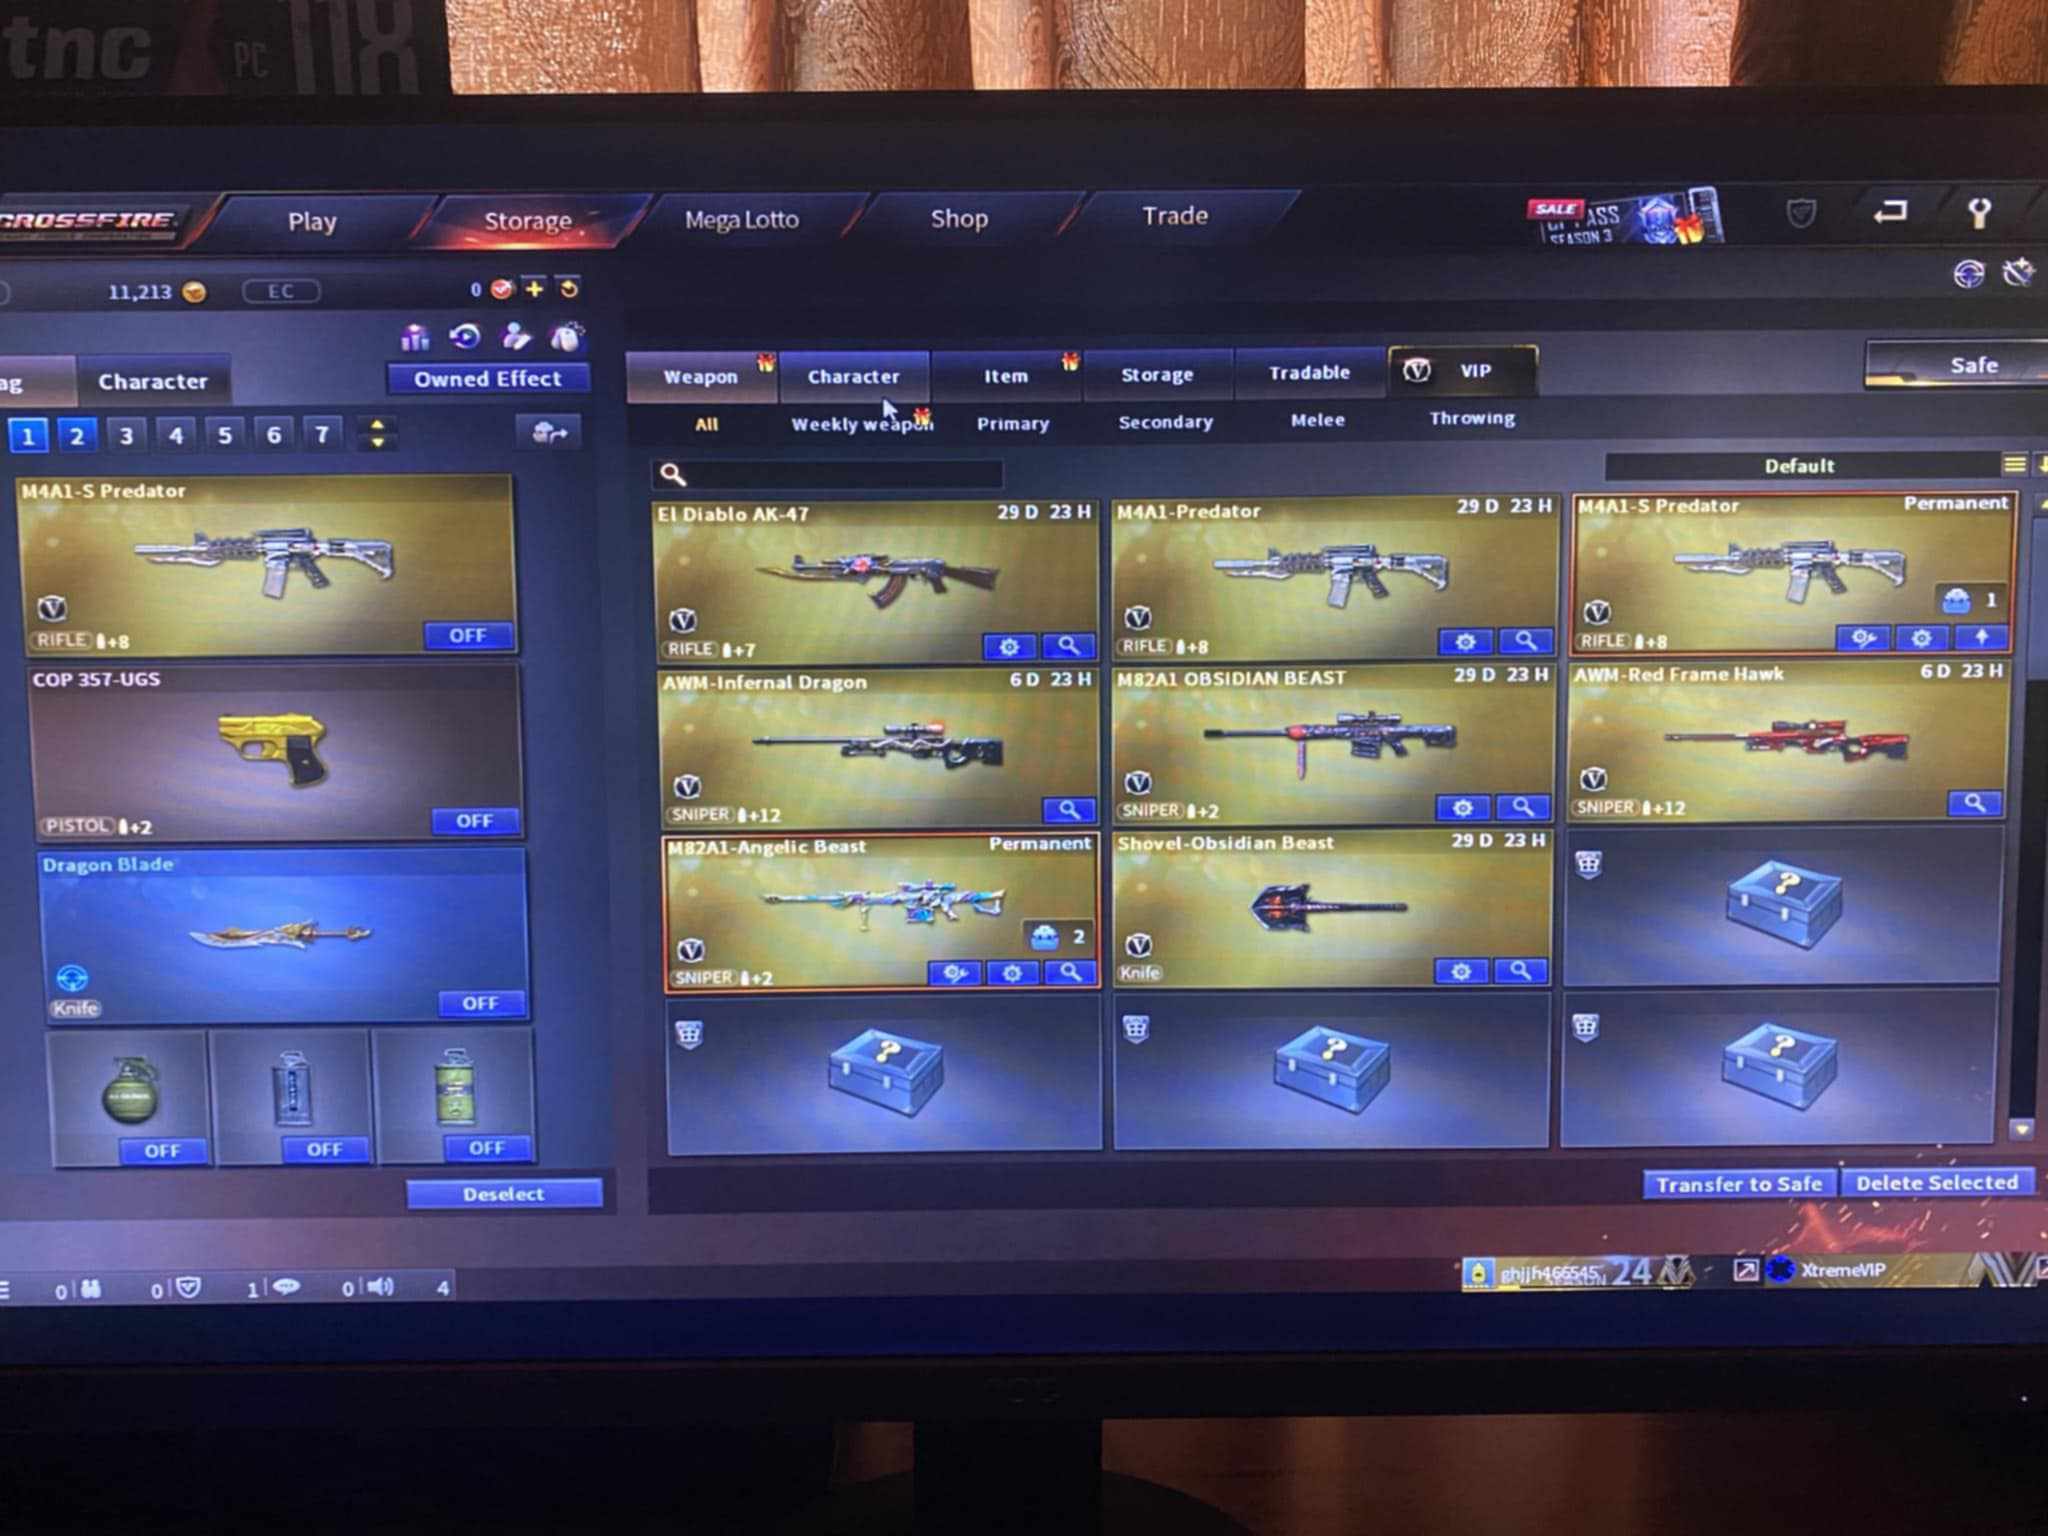 tnc PC 118
CROSSFIRE
Play
Storage
Mega Lotto
Shop
Trade
SALE
PASS
SEASON 3
11,213
EC
0
Character
Owned Effect
1 2 3 4 5 6 7
M4A1-S Predator
RIFLE +8
OFF
COP 357-UGS
PISTOL +2
OFF
Dragon Blade
Knife
OFF
OFF
OFF
OFF
Deselect
Weapon
Character
Item
Storage
Tradable
VIP
Safe
All
Weekly weapon
Primary
Secondary
Melee
Throwing
Default
El Diablo AK-47 29 D 23 H
RIFLE +7
M4A1-Predator 29 D 23 H
RIFLE +8
M4A1-S Predator Permanent
1
RIFLE +8
AWM-Infernal Dragon 6 D 23 H
SNIPER +12
M82A1 OBSIDIAN BEAST 29 D 23 H
SNIPER +2
AWM-Red Frame Hawk 6 D 23 H
SNIPER +12
M82A1-Angelic Beast Permanent
2
SNIPER +2
Shovel-Obsidian Beast 29 D 23 H
Knife
?
?
?
?
Transfer to Safe
Delete Selected
0 0 1 0 4
ghjjh466545
SEASON 24
XtremeVIP